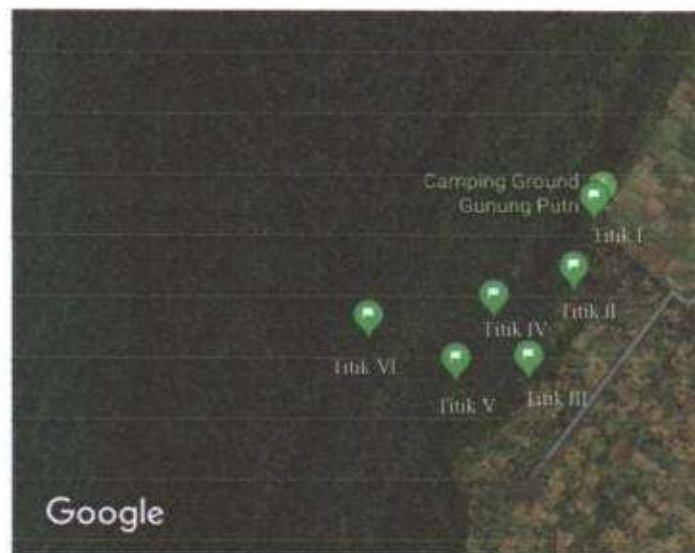 Camping Ground
Gunung Putri
Titik I
Titik II
Titik IV
Titik VI
Titik V
Titik III
Google